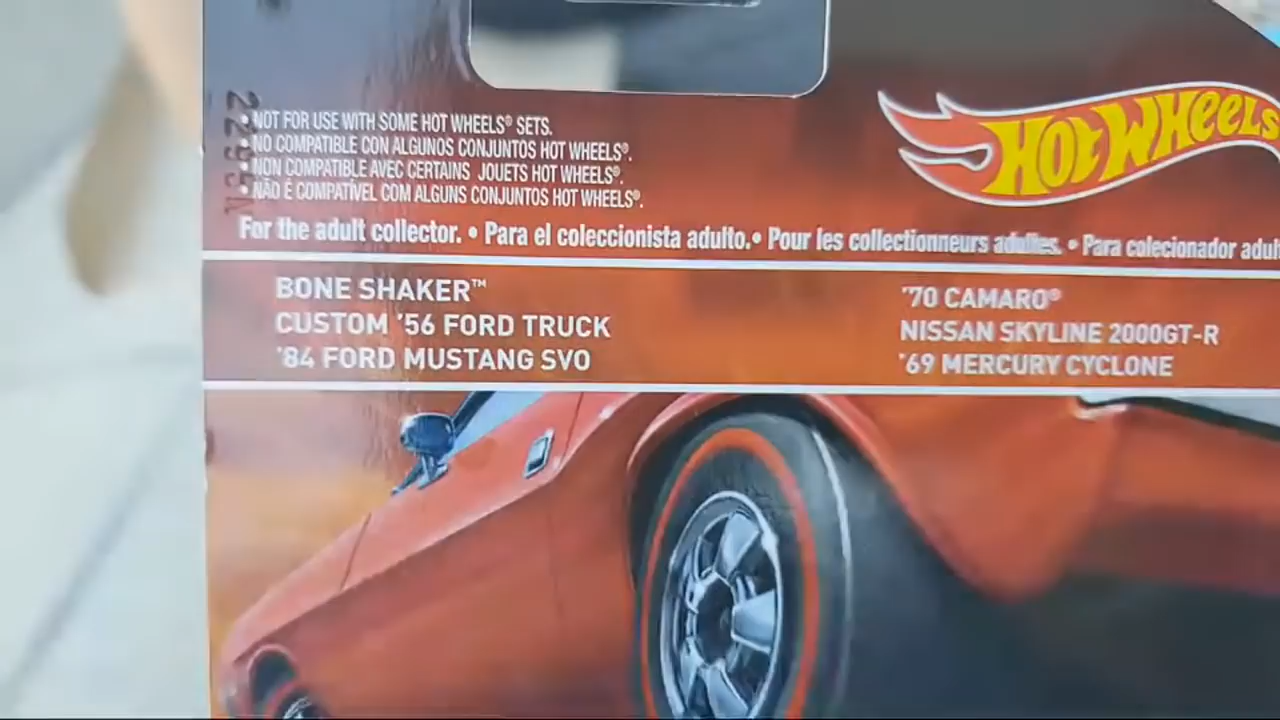 • NOT FOR USE WITH SOME HOT WHEELS® SETS.
• NO COMPATIBLE CON ALGUNOS CONJUNTOS HOT WHEELS®.
• NON COMPATIBLE AVEC CERTAINS JOUETS HOT WHEELS®.
• NÃO É COMPATÍVEL COM ALGUNS CONJUNTOS HOT WHEELS®.
HOT WHEELS
For the adult collector. • Para el coleccionista adulto. • Pour les collectionneurs adultes. • Para colecionador
BONE SHAKER™
CUSTOM '56 FORD TRUCK
'84 FORD MUSTANG SVO
'70 CAMARO®
NISSAN SKYLINE 2000GT-R
'69 MERCURY CYCLONE